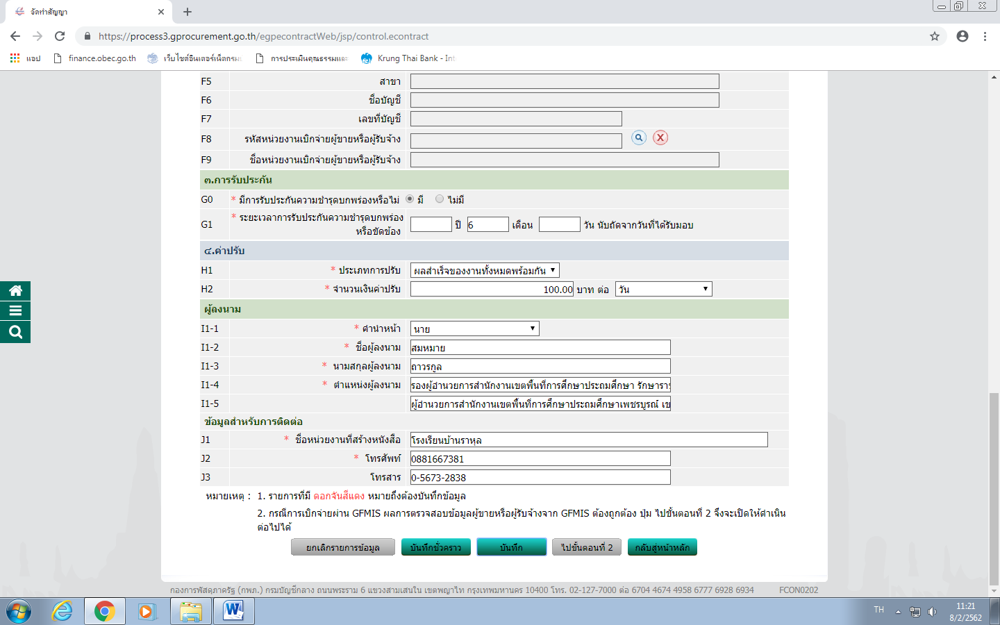 จัดทำสัญญา
https://process3.gprocurement.go.th/egpecontractWeb/jsp/control.econtract
แอป finance.obec.go.th เว็บไซต์อินเตอร์เน็ตกรม การประเมินคุณธรรมและ Krung Thai Bank - Int
F5 สาขา
F6 ชื่อบัญชี
F7 เลขที่บัญชี
F8 รหัสหน่วยงานเบิกจ่ายผู้ขายหรือผู้รับจ้าง
F9 ชื่อหน่วยงานเบิกจ่ายผู้ขายหรือผู้รับจ้าง
๓.การรับประกัน
G0 * มีการรับประกันความชำรุดบกพร่องหรือไม่ มี ไม่มี
G1 * ระยะเวลาการรับประกันความชำรุดบกพร่อง
หรือขัดข้อง ปี 6 เดือน วัน นับถัดจากวันที่ได้รับมอบ
๔.ค่าปรับ
H1 * ประเภทการปรับ ผลสำเร็จของงานทั้งหมดพร้อมกัน
H2 * จำนวนเงินค่าปรับ 100.00 บาท ต่อ วัน
ผู้ลงนาม
I1-1 * คำนำหน้า นาย
I1-2 * ชื่อผู้ลงนาม สมหมาย
I1-3 * นามสกุลผู้ลงนาม ถาวรกูล
I1-4 * ตำแหน่งผู้ลงนาม รองผู้อำนวยการสำนักงานเขตพื้นที่การศึกษาประถมศึกษา รักษารา
I1-5 ผู้อำนวยการสำนักงานเขตพื้นที่การศึกษาประถมศึกษาเพชรบูรณ์ เข
ข้อมูลสำหรับการติดต่อ
J1 * ชื่อหน่วยงานที่สร้างหนังสือ โรงเรียนบ้านราหุล
J2 * โทรศัพท์ 0881667381
J3 โทรสาร 0-5673-2838
หมายเหตุ : 1. รายการที่มี ดอกจันสีแดง หมายถึงต้องบันทึกข้อมูล
2. กรณีการเบิกจ่ายผ่าน GFMIS ผลการตรวจสอบข้อมูลผู้ขายหรือผู้รับจ้างจาก GFMIS ต้องถูกต้อง ปุ่ม ไปขั้นตอนที่ 2 จึงจะเปิดให้ดำเนิน
ต่อไปได้
ยกเลิกรายการข้อมูล บันทึกชั่วคราว บันทึก ไปขั้นตอนที่ 2 กลับสู่หน้าหลัก
กองการพัสดุภาครัฐ (กพภ.) กรมบัญชีกลาง ถนนพระราม 6 แขวงสามเสนใน เขตพญาไท กรุงเทพมหานคร 10400 โทร. 02-127-7000 ต่อ 6704 4674 4958 6777 6928 6934 FCON0202
TH 11:21
8/2/2562